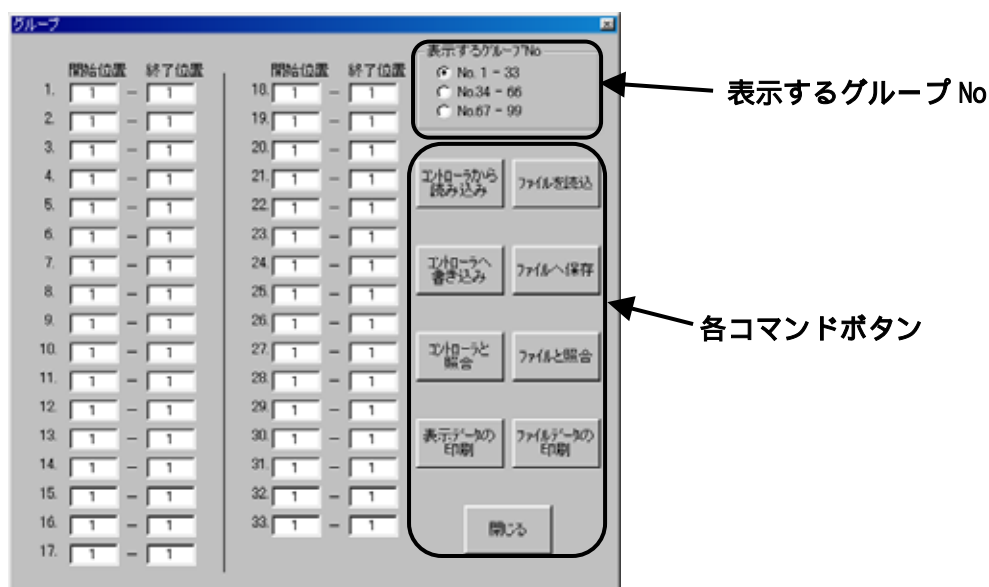 グループ
表示するグループNo
No. 1 - 33
No.34 - 66
No.67 - 99
開始位置 終了位置 開始位置 終了位置
1. 1 - 1 18. 1 - 1
2. 1 - 1 19. 1 - 1
3. 1 - 1 20. 1 - 1
4. 1 - 1 21. 1 - 1
5. 1 - 1 22. 1 - 1
6. 1 - 1 23. 1 - 1
7. 1 - 1 24. 1 - 1
8. 1 - 1 25. 1 - 1
9. 1 - 1 26. 1 - 1
10. 1 - 1 27. 1 - 1
11. 1 - 1 28. 1 - 1
12. 1 - 1 29. 1 - 1
13. 1 - 1 30. 1 - 1
14. 1 - 1 31. 1 - 1
15. 1 - 1 32. 1 - 1
16. 1 - 1 33. 1 - 1
17. 1 - 1
コントローラから
読み込み
ファイルを読込
コントローラへ
書き込み
ファイルへ保存
コントローラと
照合
ファイルと照合
表示データの
印刷
ファイルデータの
印刷
閉じる
表示するグループ No
各コマンドボタン